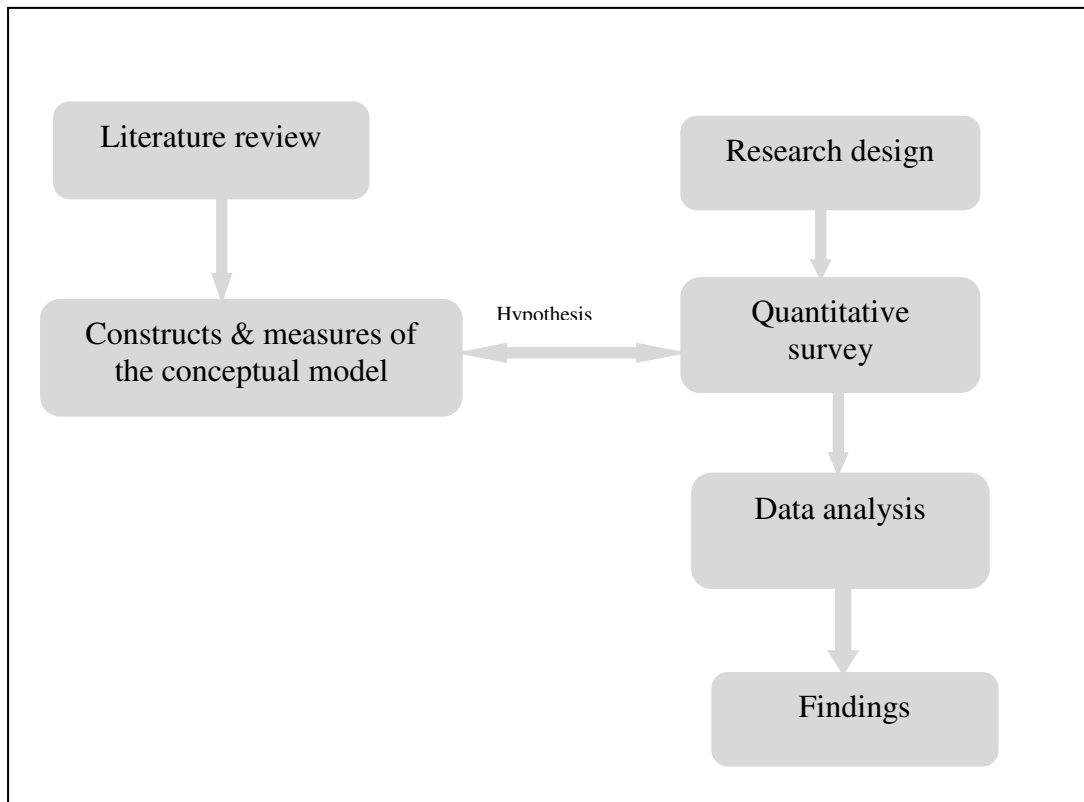 Literature review
Research design
Constructs & measures of
the conceptual model
Hypothesis
Quantitative
survey
Data analysis
Findings